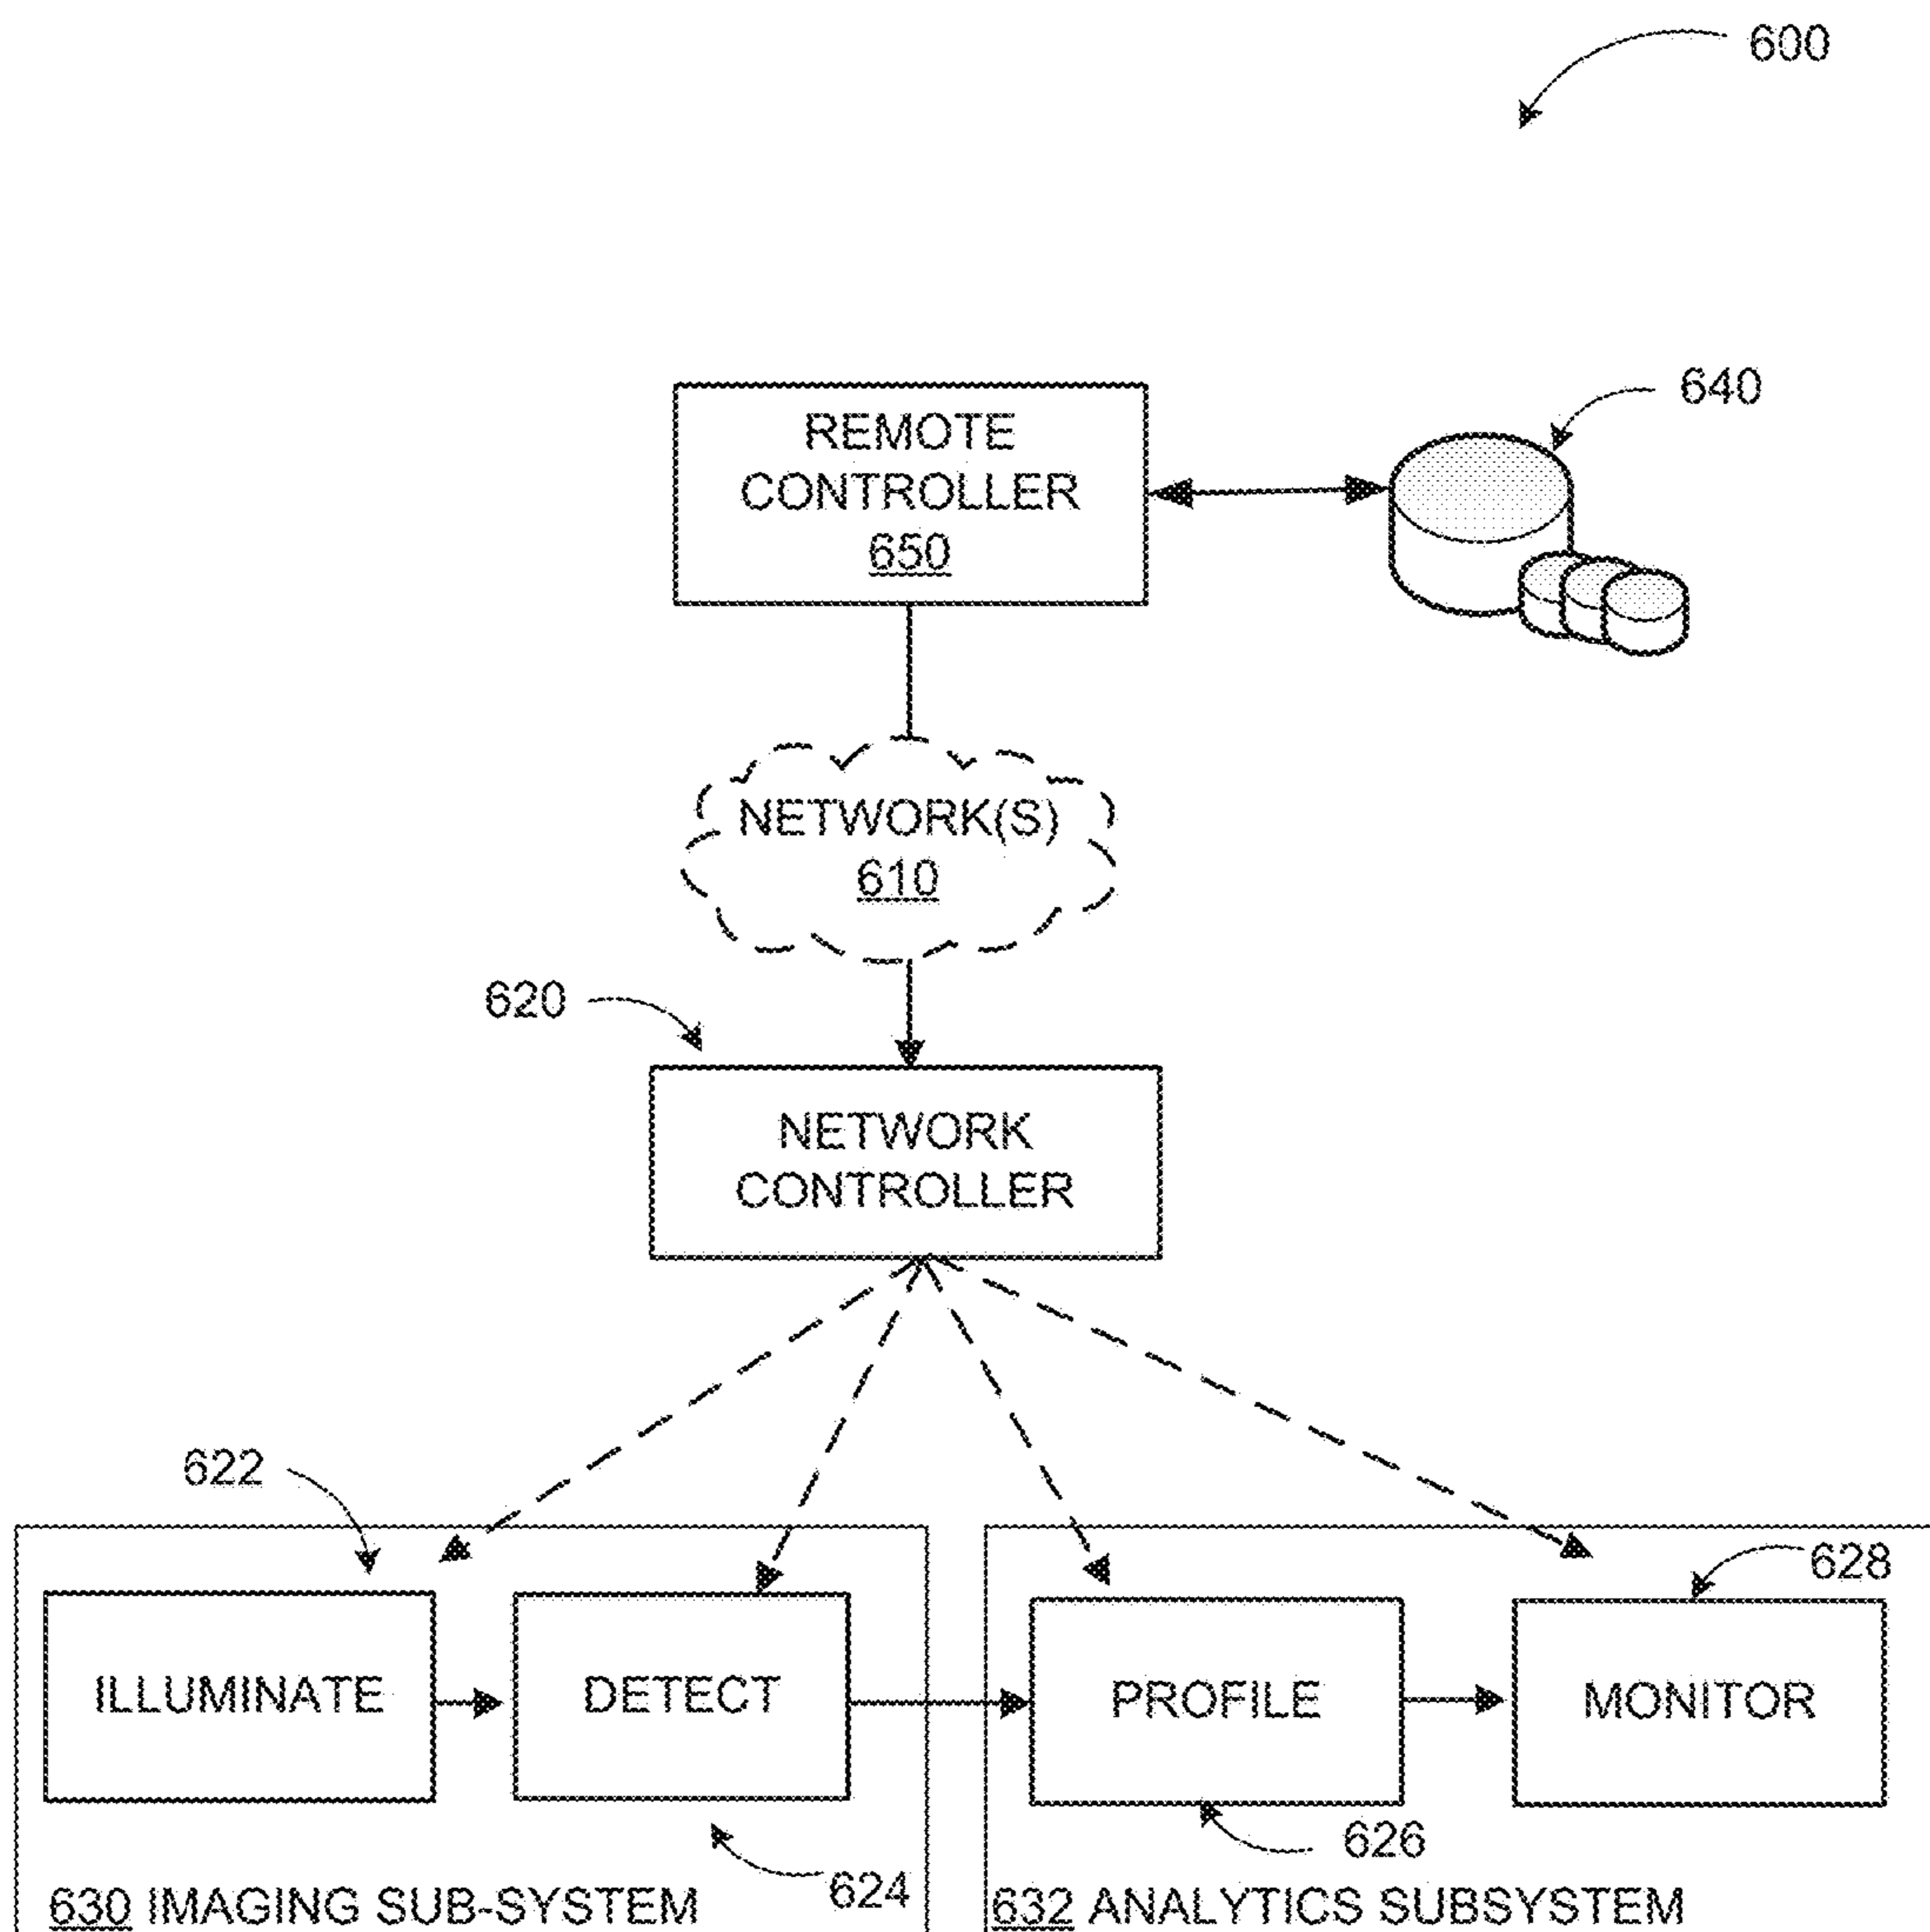 600
640
REMOTE
CONTROLLER
650
NETWORK(S)
610
620
NETWORK
CONTROLLER
622
628
ILLUMINATE
DETECT
PROFILE
MONITOR
626
624
630 IMAGING SUB-SYSTEM
632 ANALYTICS SUBSYSTEM